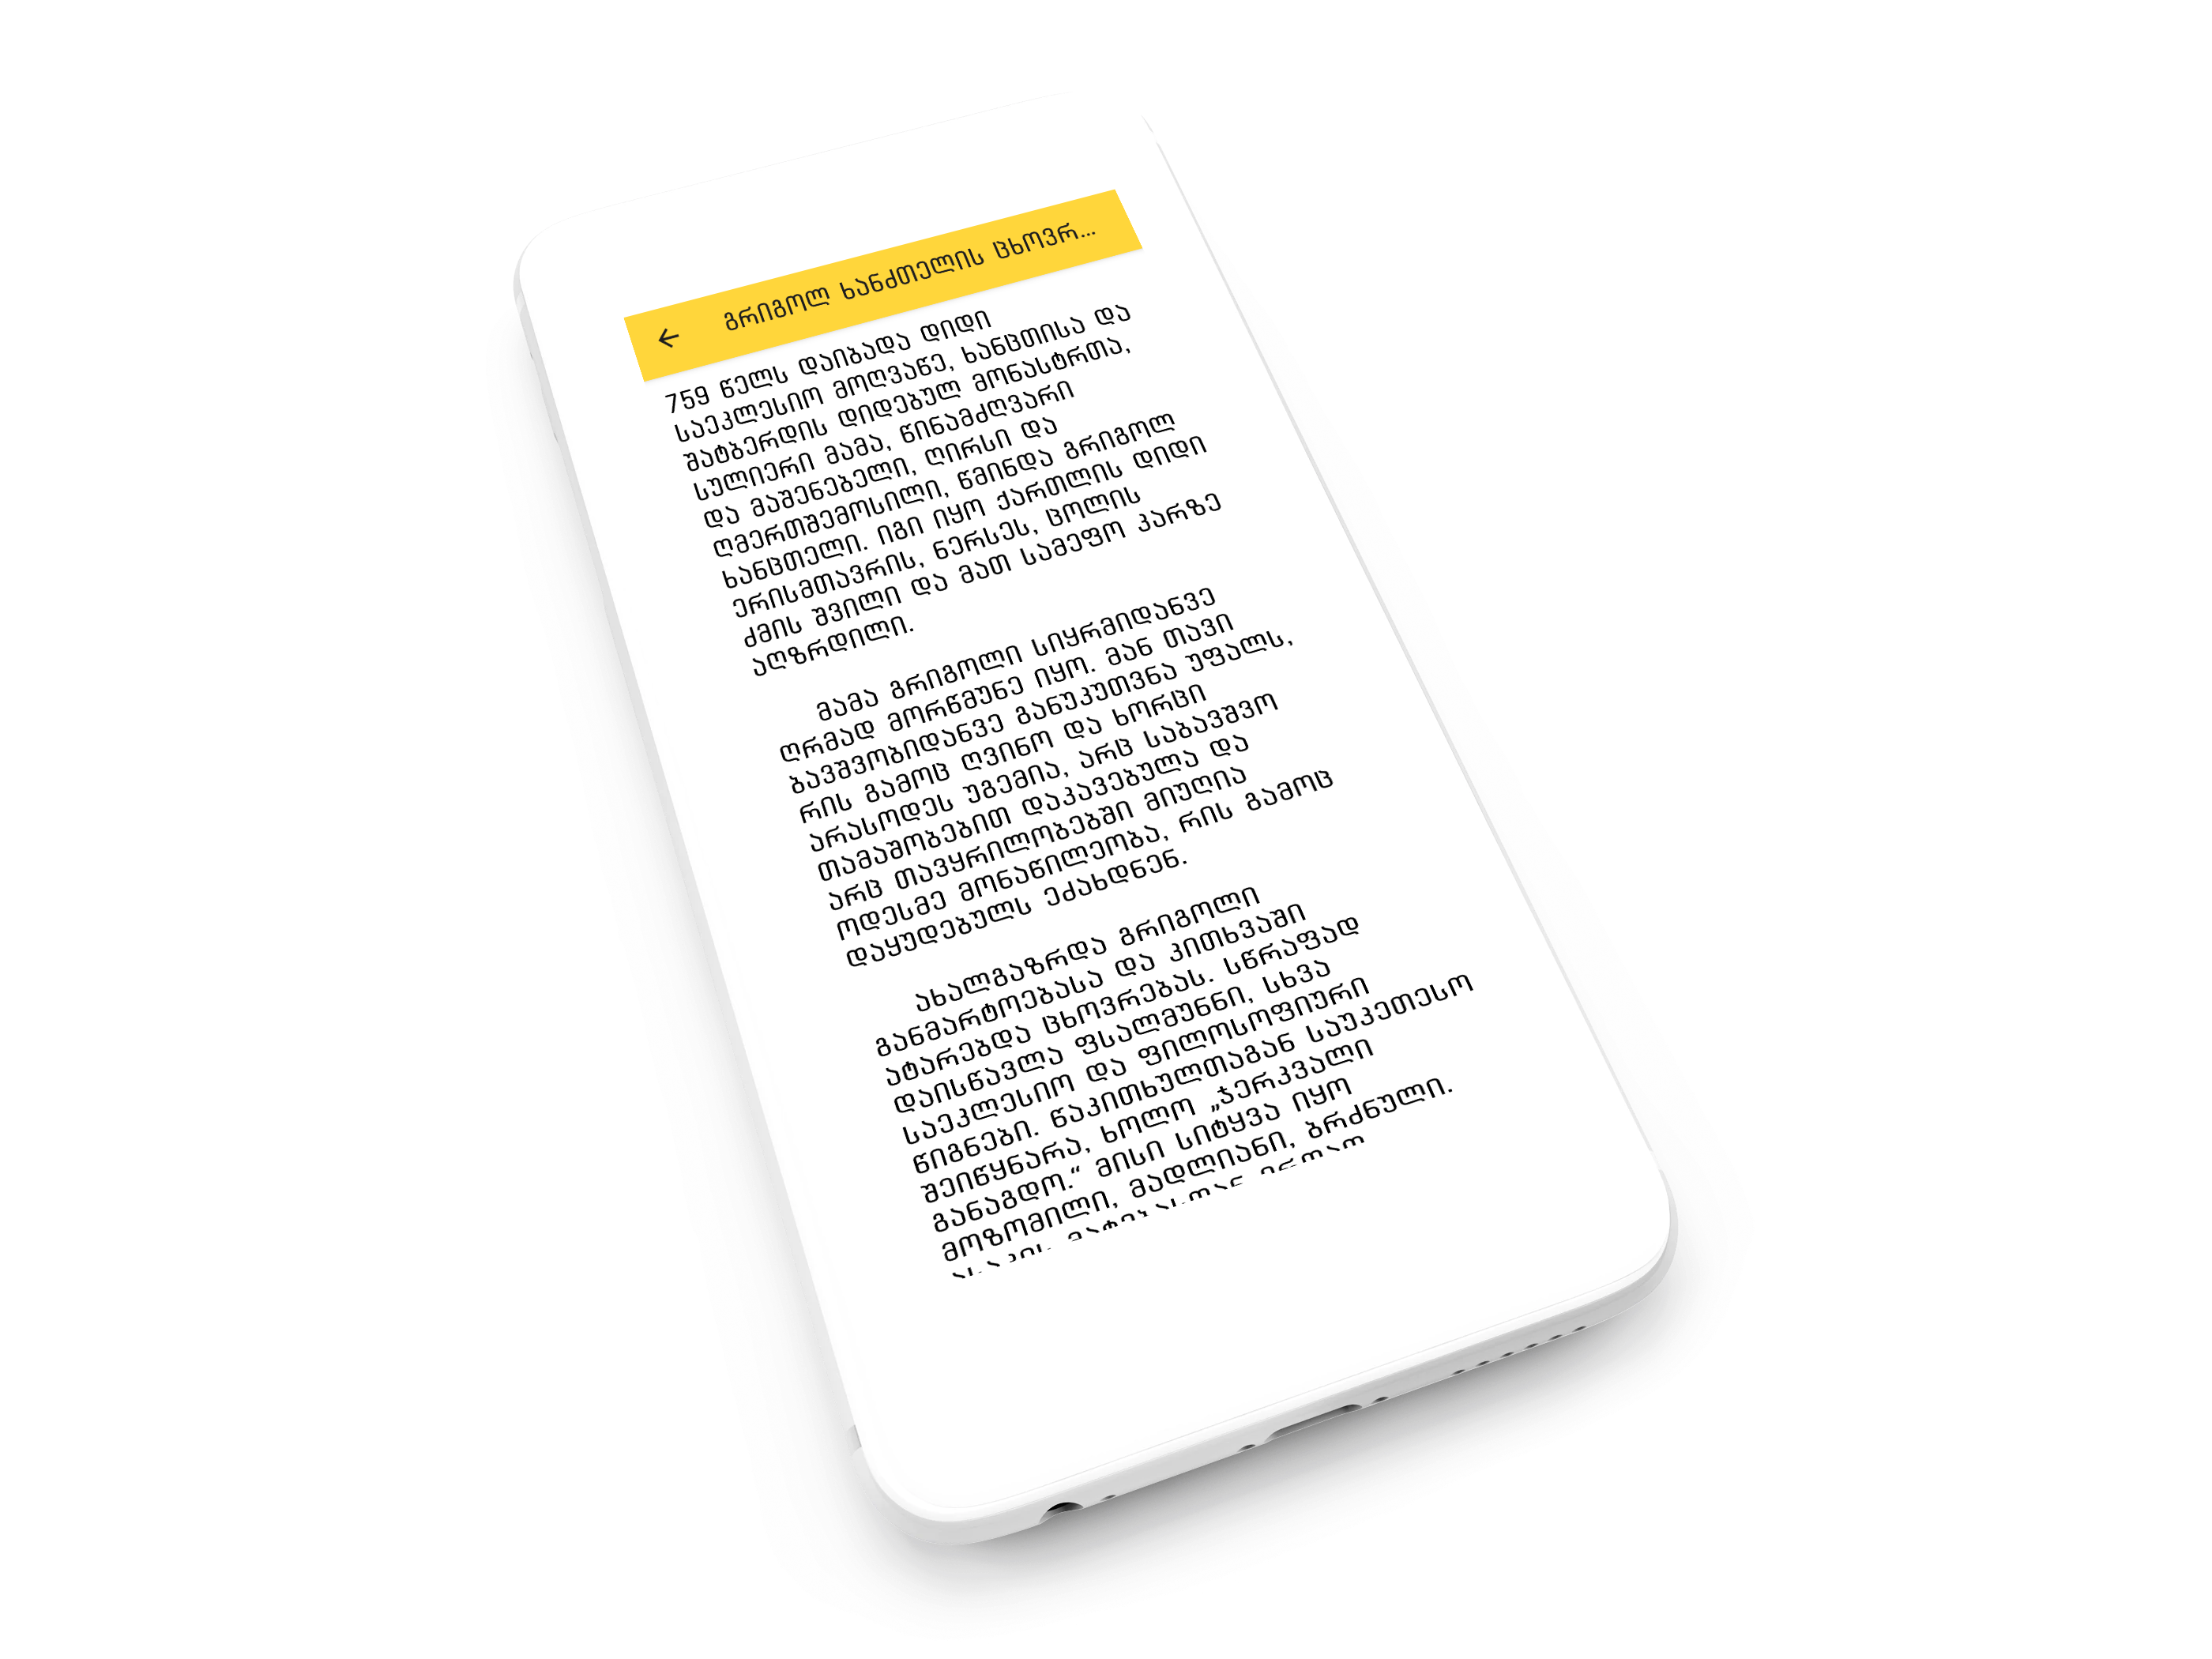 გრიგოლ ხანძთელის ცხოვრ...
759 წელს დაიბადა დიდი
საეკლესიო მოღვაწე, ხანცთისა და
შატბერდის დიდებულ მონასტრთა,
სულიერი მამა, წინამძღვარი
და მაშენებელი, ღირსი და
ღმერთშემოსილი, წმინდა გრიგოლ
ხანცთელი. იგი იყო ქართლის დიდი
ერისმთავრის, ნერსეს, ცოლის
ძმის შვილი და მათ სამეფო კარზე
აღზრდილი.
მამა გრიგოლი სიყრმიდანვე
ღრმად მორწმუნე იყო. მან თავი
ბავშვობიდანვე განუკუთვნა უფალს,
რის გამოც ღვინო და ხორცი
არასოდეს უგემია, არც საბავშვო
თამაშობებით დაკავებულა და
არც თავყრილობებში მიუღია
ოდესმე მონაწილეობა, რის გამოც
დაყუდებულს ეძახდნენ.
ახალგაზრდა გრიგოლი
განმარტოებასა და კითხვაში
ატარებდა ცხოვრებას. სწრაფად
დაისწავლა ფსალმუნნი, სხვა
საეკლესიო და ფილოსოფიური
წიგნები. წაკითხულთაგან საუკეთესო
შეიწყნარა, ხოლო „ჯერკვალი
განაგდო.“ მისი სიტყვა იყო
მოზომილი, მადლიანი, ბრძნული.